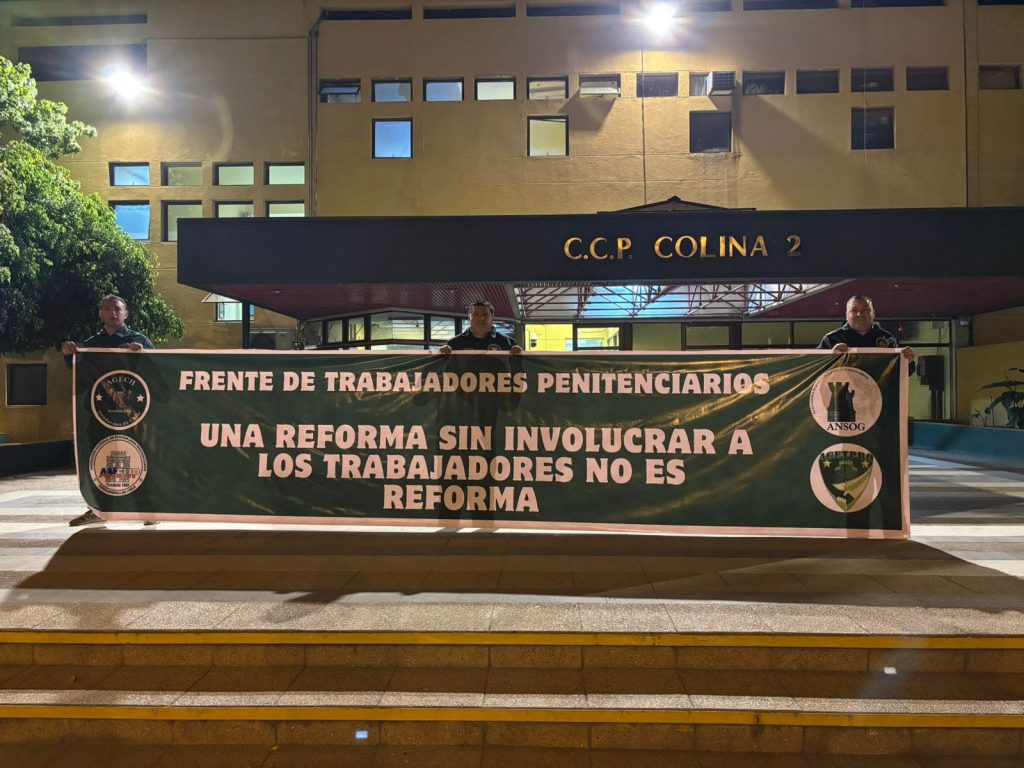 C.C.P. COLINA 2
FRENTE DE TRABAJADORES PENITENCIARIOS
UNA REFORMA SIN INVOLUCRAR A
LOS TRABAJADORES NO ES
REFORMA
ANSOG